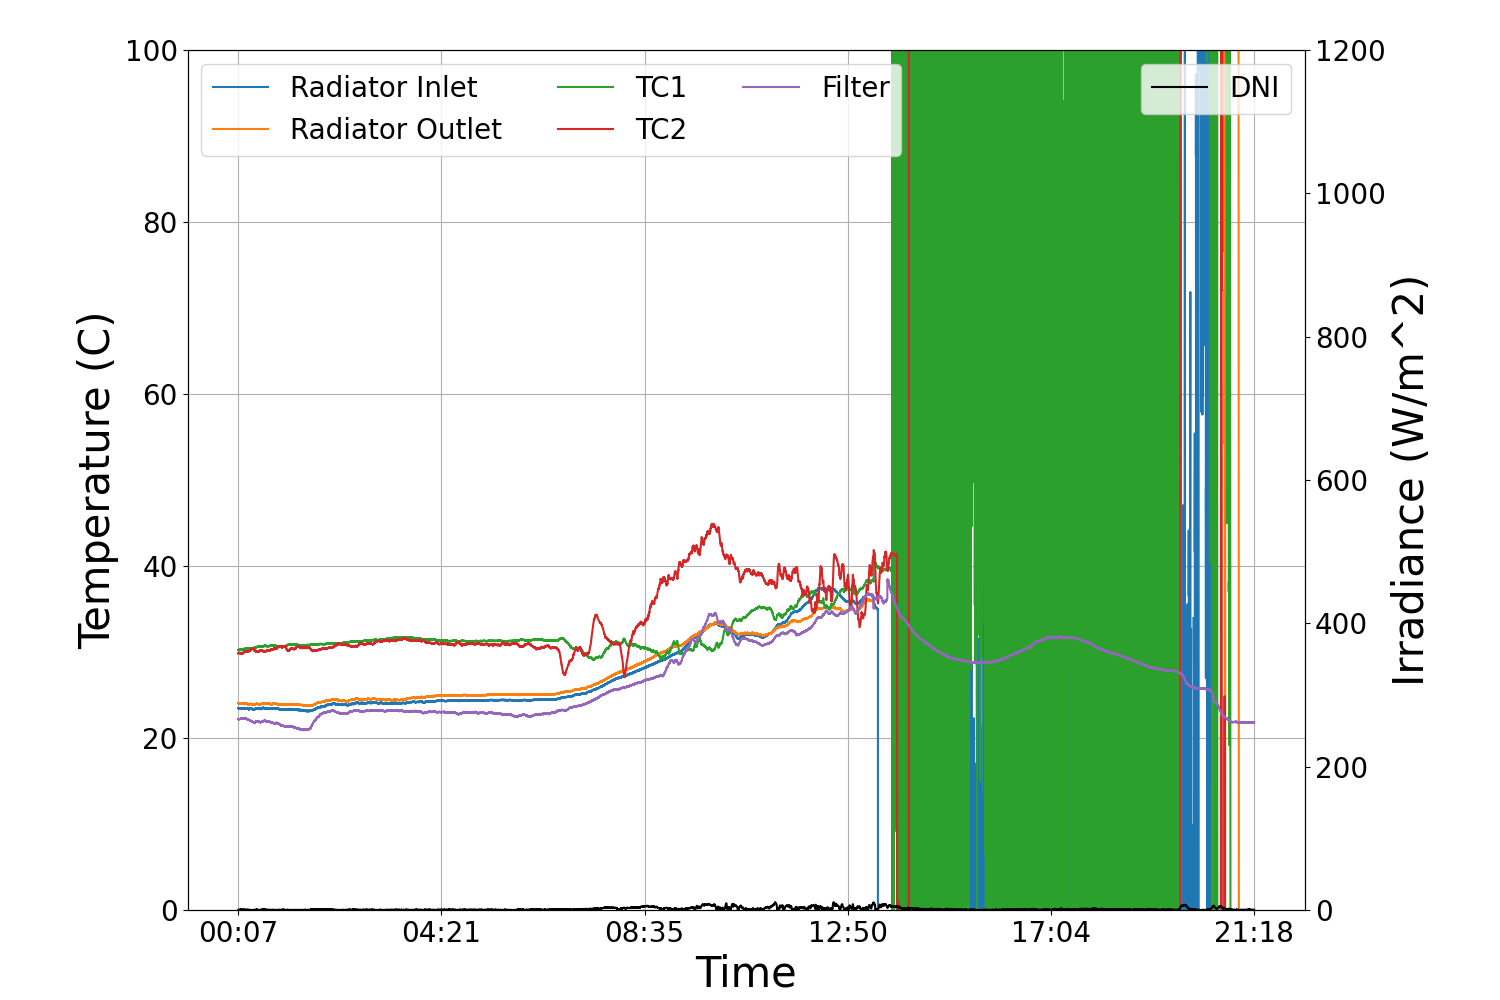 100
80
60
40
20
0
Temperature (C)
Radiator Inlet
Radiator Outlet
TC1
TC2
Filter
DNI
1200
1000
800
600
400
200
0
Irradiance (W/m^2)
00:07 04:21 08:35 12:50 17:04 21:18
Time